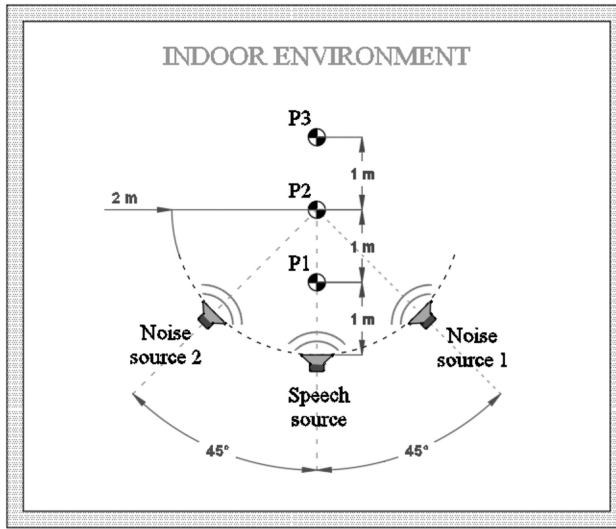 INDOOR ENVIRONMENT
P3
1 m
2 m
P2
1 m
P1
1 m
Noise
source 2
Noise
source 1
Speech
source
45°
45°